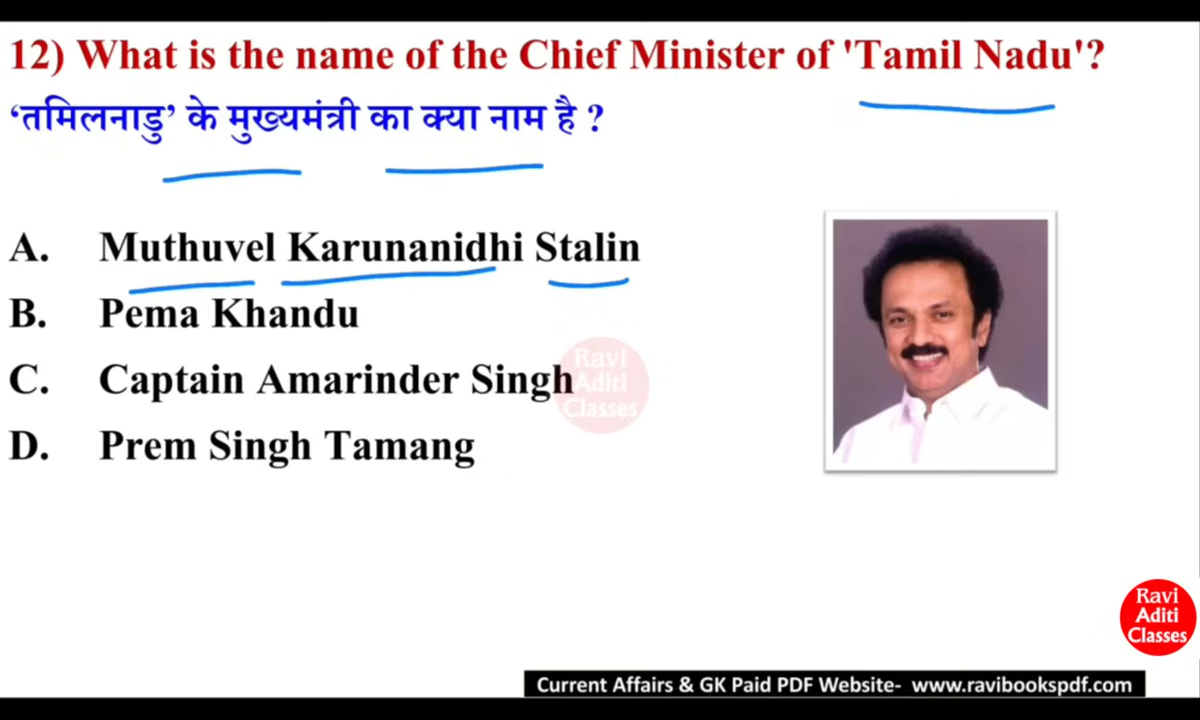 12) What is the name of the Chief Minister of 'Tamil Nadu'?
‘तमिलनाडु’ के मुख्यमंत्री का क्या नाम है ?
A. Muthuvel Karunanidhi Stalin
B. Pema Khandu
C. Captain Amarinder Singh
D. Prem Singh Tamang
Ravi
Aditi
Classes
Ravi
Aditi
Classes
Current Affairs & GK Paid PDF Website- www.ravibookspdf.com